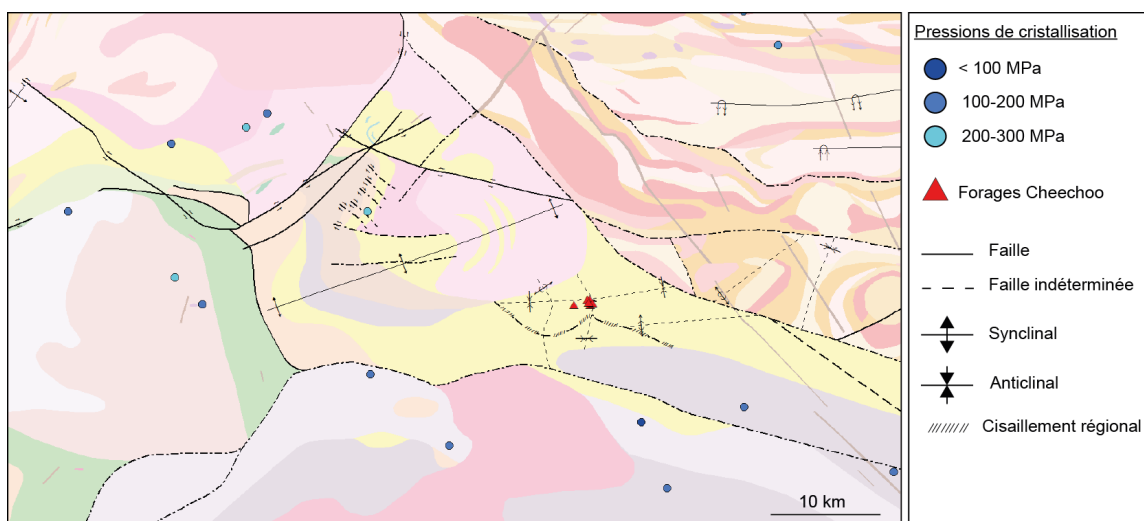 Pressions de cristallisation
< 100 MPa
100-200 MPa
200-300 MPa
Forages Cheechoo
Faille
Faille indéterminée
Synclinal
Anticlinal
Cisaillement régional
10 km